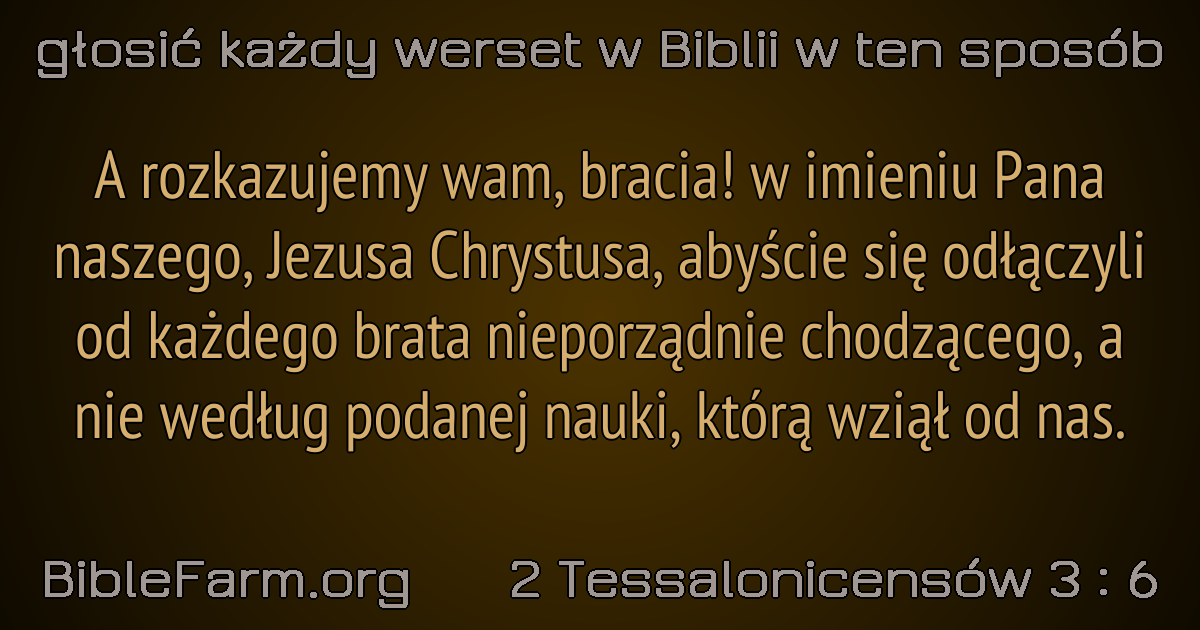 głosić każdy werset w Biblii w ten sposób
A rozkazujemy wam, bracia! w imieniu Pana
naszego, Jezusa Chrystusa, abyście się odłączyli
od każdego brata nieporządnie chodzącego, a
nie według podanej nauki, którą wziął od nas.
BibleFarm.org 2 Tessalonicensów 3 : 6